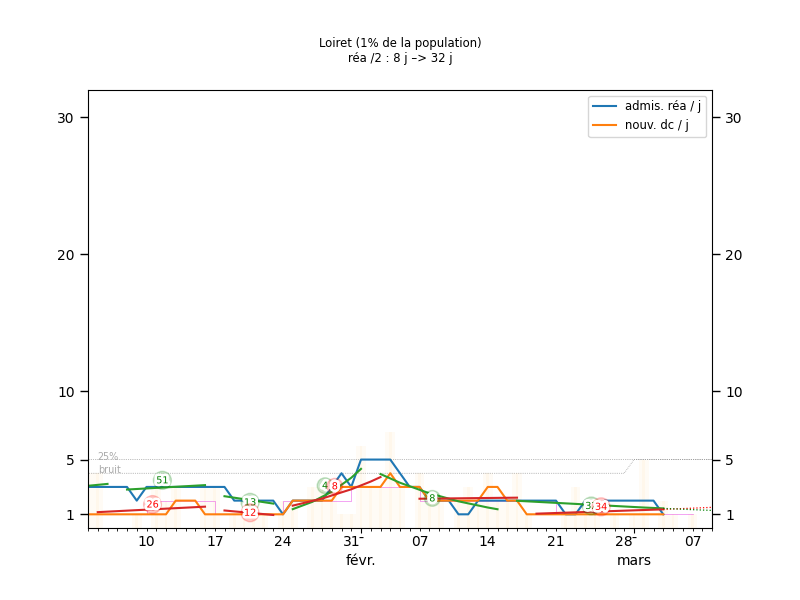 Loiret (1% de la population)
réa /2 : 8 j –> 32 j
admis. réa / j
nouv. dc / j
30 30
20 20
10 10
5 5
1 1
25%
bruit
51
26
13
12
4 8
8
34
10 17 24 31 07 14 21 28 07
févr. mars